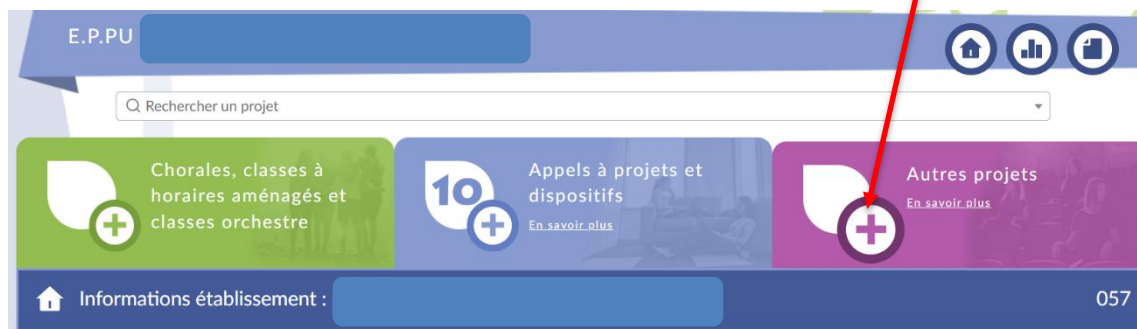 E.P.PU
Rechercher un projet
Chorales, classes à
horaires aménagés et
classes orchestre
10
Appels à projets et
dispositifs
En savoir plus
Autres projets
En savoir plus
Informations établissement :
057